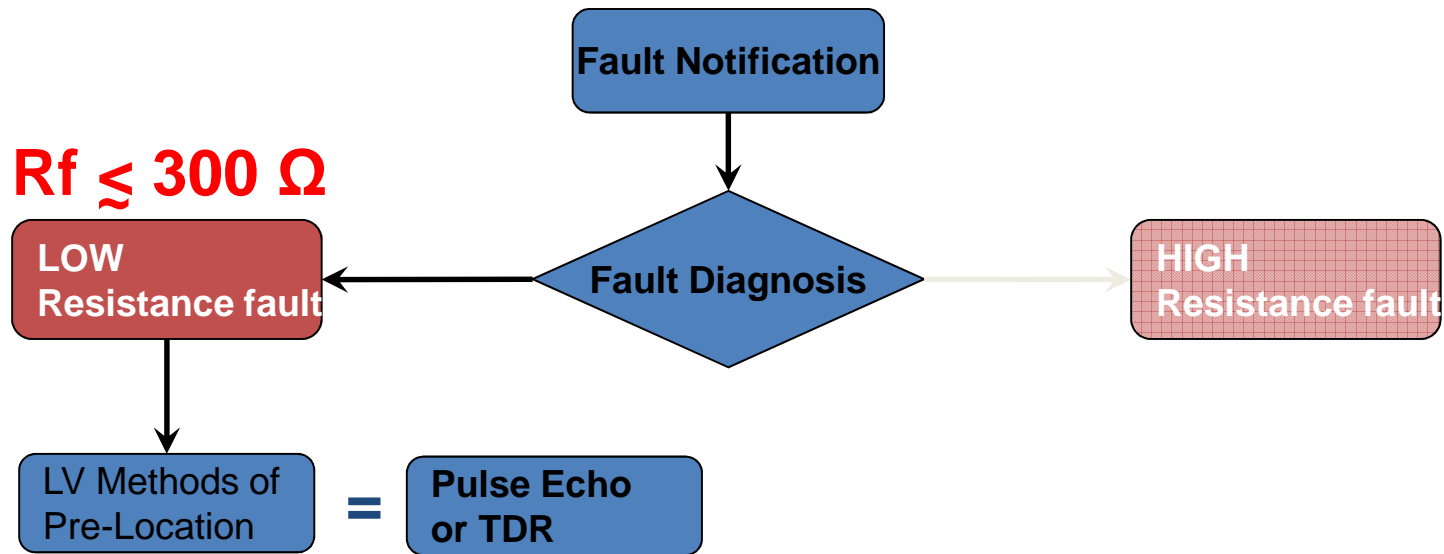 Fault Notification
Rf ≲ 300 Ω
LOW
Resistance fault
Fault Diagnosis
HIGH
Resistance fault
LV Methods of
Pre-Location
=
Pulse Echo
or TDR